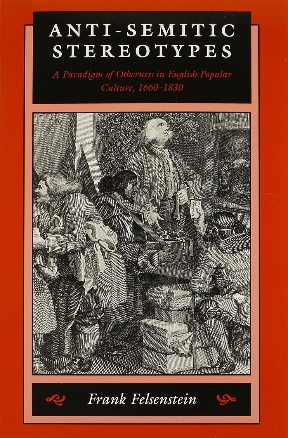 ANTI-SEMITIC
STEREOTYPES
A Paradigm of Otherness in English Popular
Culture, 1660–1830
Frank Felsenstein